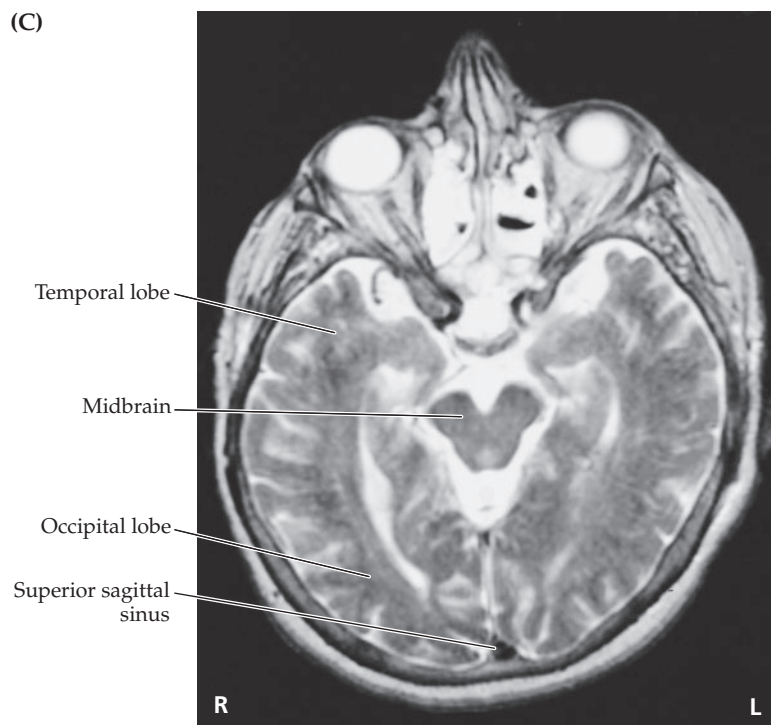 (C)
Temporal lobe
Midbrain
Occipital lobe
Superior sagittal
sinus
R
L